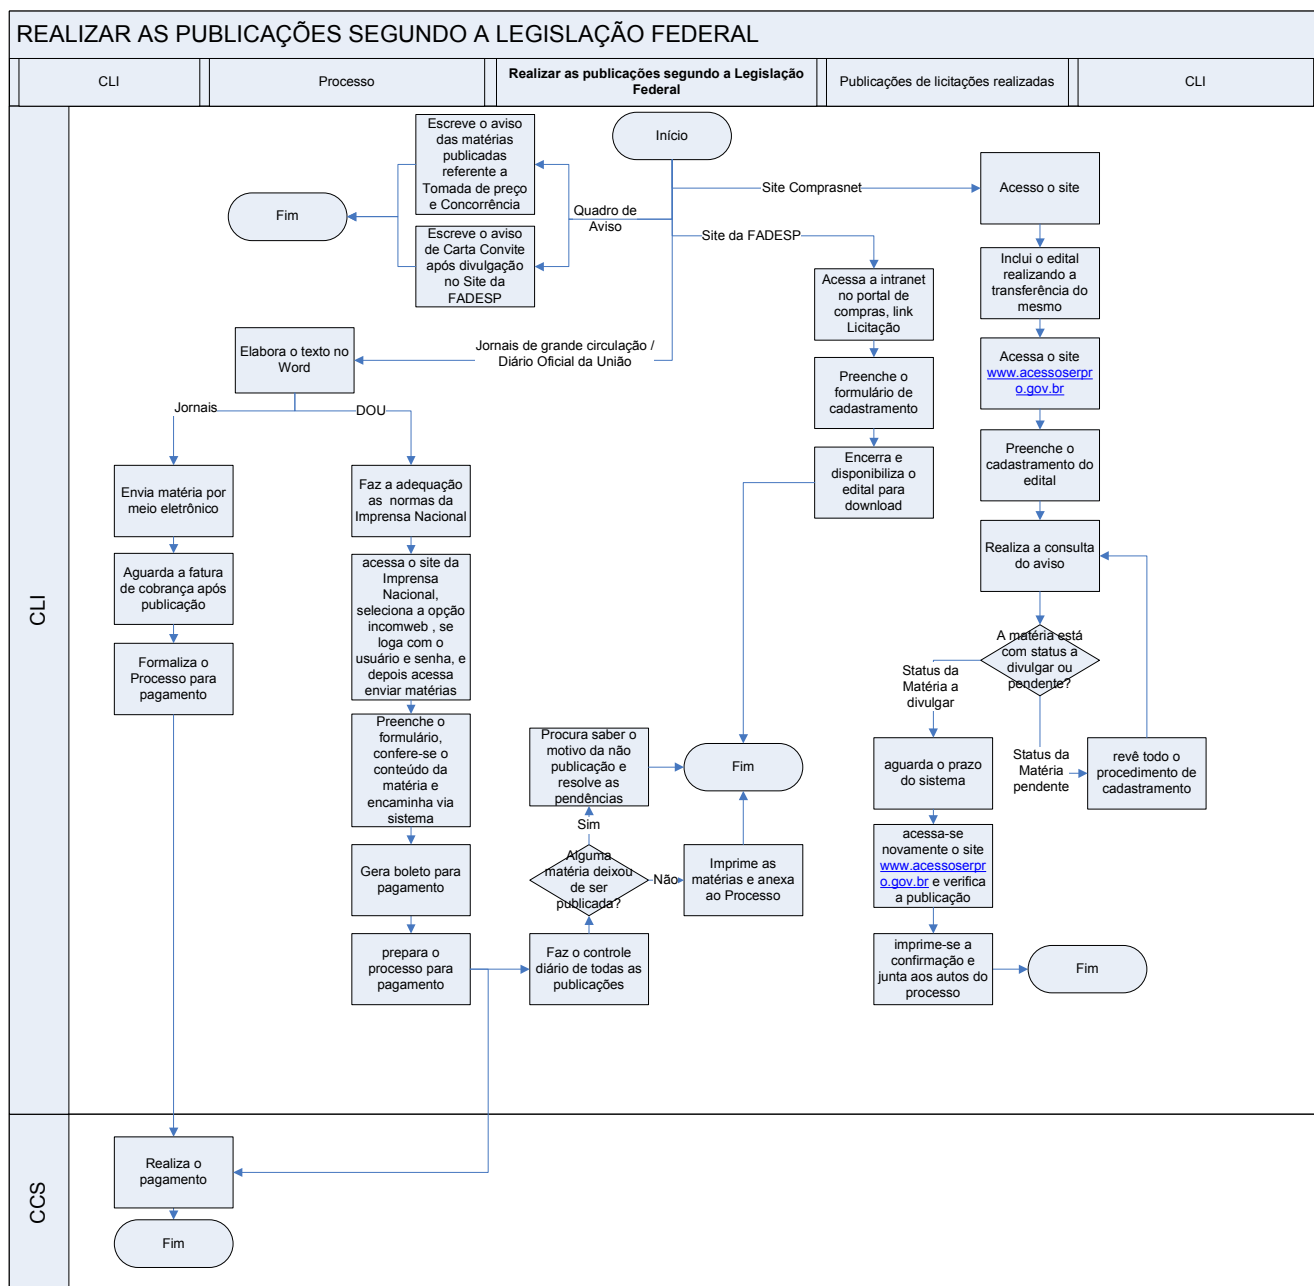 REALIZAR AS PUBLICAÇÕES SEGUNDO A LEGISLAÇÃO FEDERAL
CLI
Processo
Realizar as publicações segundo a Legislação
Federal
Publicações de licitações realizadas
CLI
CLI
Escreve o aviso
das matérias
publicadas
referente a
Tomada de preço
e Concorrência
Início
Fim
Quadro de
Aviso
Site Comprasnet
Acesso o site
Escreve o aviso
de Carta Convite
após divulgação
no Site da
FADESP
Site da FADESP
Acessa a intranet
no portal de
compras, link
Licitação
Inclui o edital
realizando a
transferência do
mesmo
Elabora o texto no
Word
Jornais de grande circulação /
Diário Oficial da União
Preenche o
formulário de
cadastramento
Acessa o site
www.acessoserpr
o.gov.br
Jornais
DOU
Encerra e
disponibiliza o
edital para
download
Preenche o
cadastramento do
edital
Envia matéria por
meio eletrônico
Faz a adequação
as normas da
Imprensa Nacional
Realiza a consulta
do aviso
Aguarda a fatura
de cobrança após
publicação
acessa o site da
Imprensa
Nacional,
seleciona a opção
incomweb , se
loga com o
usuário e senha, e
depois acessa
enviar matérias
A matéria está
com status a
divulgar ou
pendente?
Formaliza o
Processo para
pagamento
Status da
Matéria a
divulgar
Preenche o
formulário,
confere-se o
conteúdo da
matéria e
encaminha via
sistema
Procura saber o
motivo da não
publicação e
resolve as
pendências
Fim
aguarda o prazo
do sistema
Status da
Matéria
pendente
revê todo o
procedimento de
cadastramento
Sim
Gera boleto para
pagamento
Alguma
matéria deixou
de ser
publicada?
Não
Imprime as
matérias e anexa
ao Processo
acessa-se
novamente o site
www.acessoserpr
o.gov.br e verifica
a publicação
prepara o
processo para
pagamento
Faz o controle
diário de todas as
publicações
imprime-se a
confirmação e
junta aos autos do
processo
Fim
CCS
Realiza o
pagamento
Fim